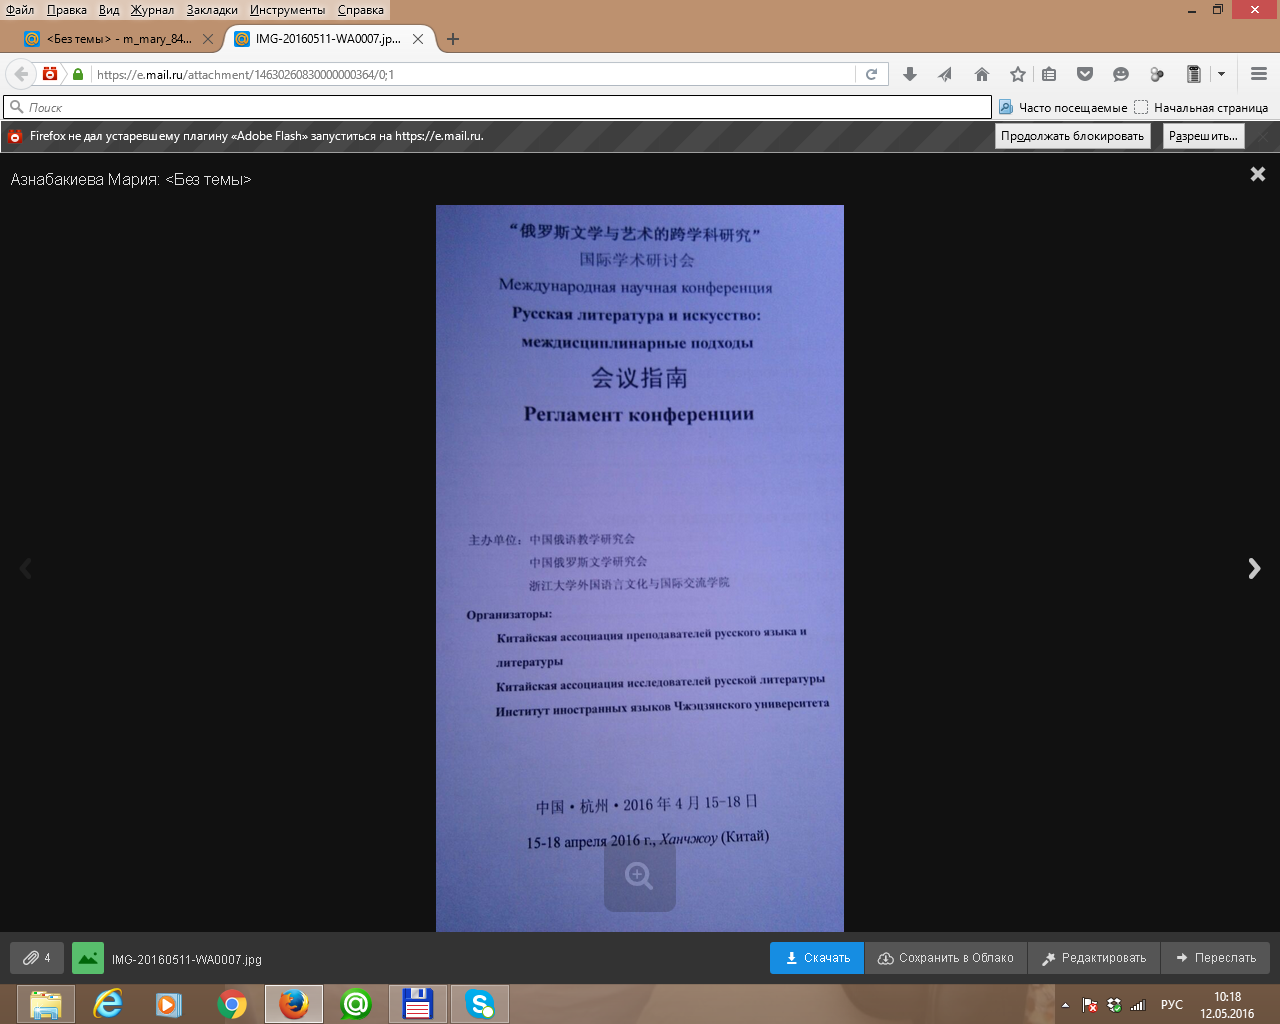 Файл Правка Вид Журнал Закладки Инструменты Справка
<Без темы> - m_mary_84...
IMG-20160511-WA0007.jp...
https://e.mail.ru/attachment/14630260830000000364/0;1
Поиск
Часто посещаемые
Начальная страница
Firefox не дал устаревшему плагину «Adobe Flash» запуститься на https://e.mail.ru.
Продолжать блокировать
Разрешить...
Азнабакиева Мария: <Без темы>
“俄罗斯文学与艺术的跨学科研究”
国际学术研讨会
Международная научная конференция
Русская литература и искусство:
междисциплинарные подходы
会议指南
Регламент конференции
主办单位：中国俄语教学研究会
中国俄罗斯文学研究会
浙江大学外国语言文化与国际交流学院
Организаторы:
Китайская ассоциация преподавателей русского языка и
литературы
Китайская ассоциация исследователей русской литературы
Институт иностранных языков Чжэцзянского университета
中国·杭州·2016 年 4 月 15-18 日
15-18 апреля 2016 г., Ханчжоу (Китай)
4
IMG-20160511-WA0007.jpg
Скачать
Сохранить в Облако
Редактировать
Переслать
РУС
10:18
12.05.2016